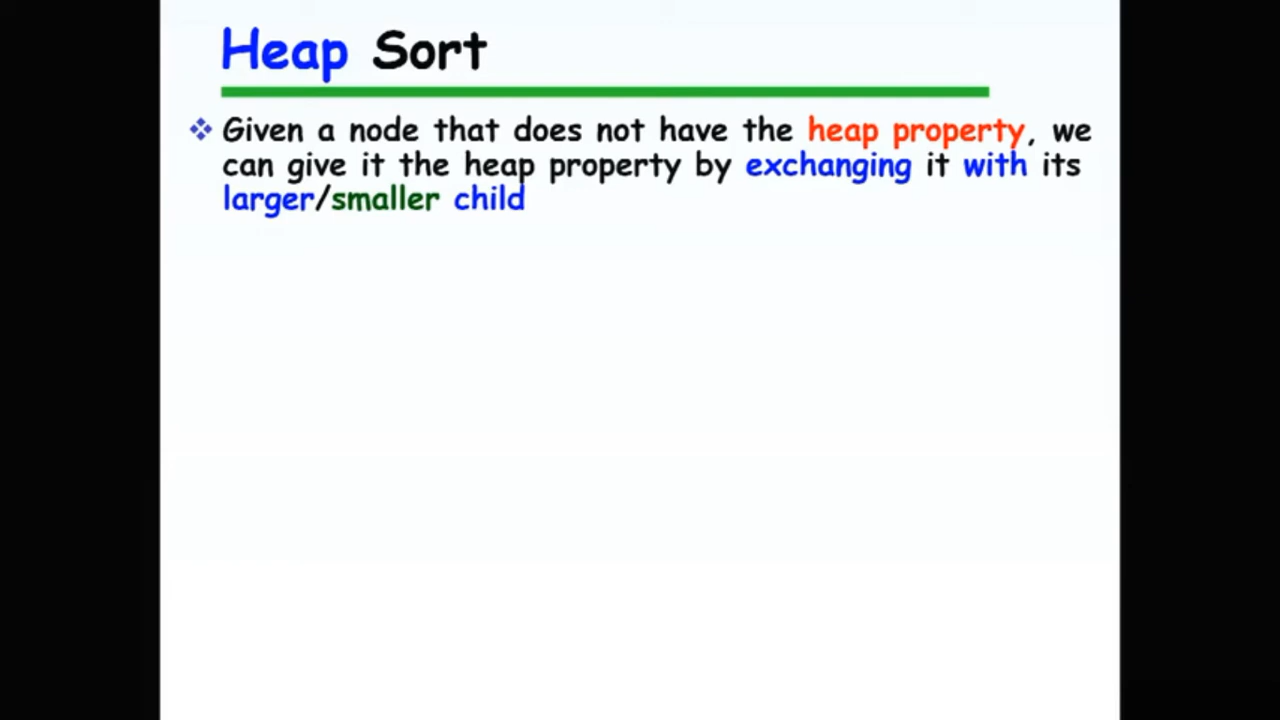 Heap Sort
Given a node that does not have the heap property, we
can give it the heap property by exchanging it with its
larger/smaller child